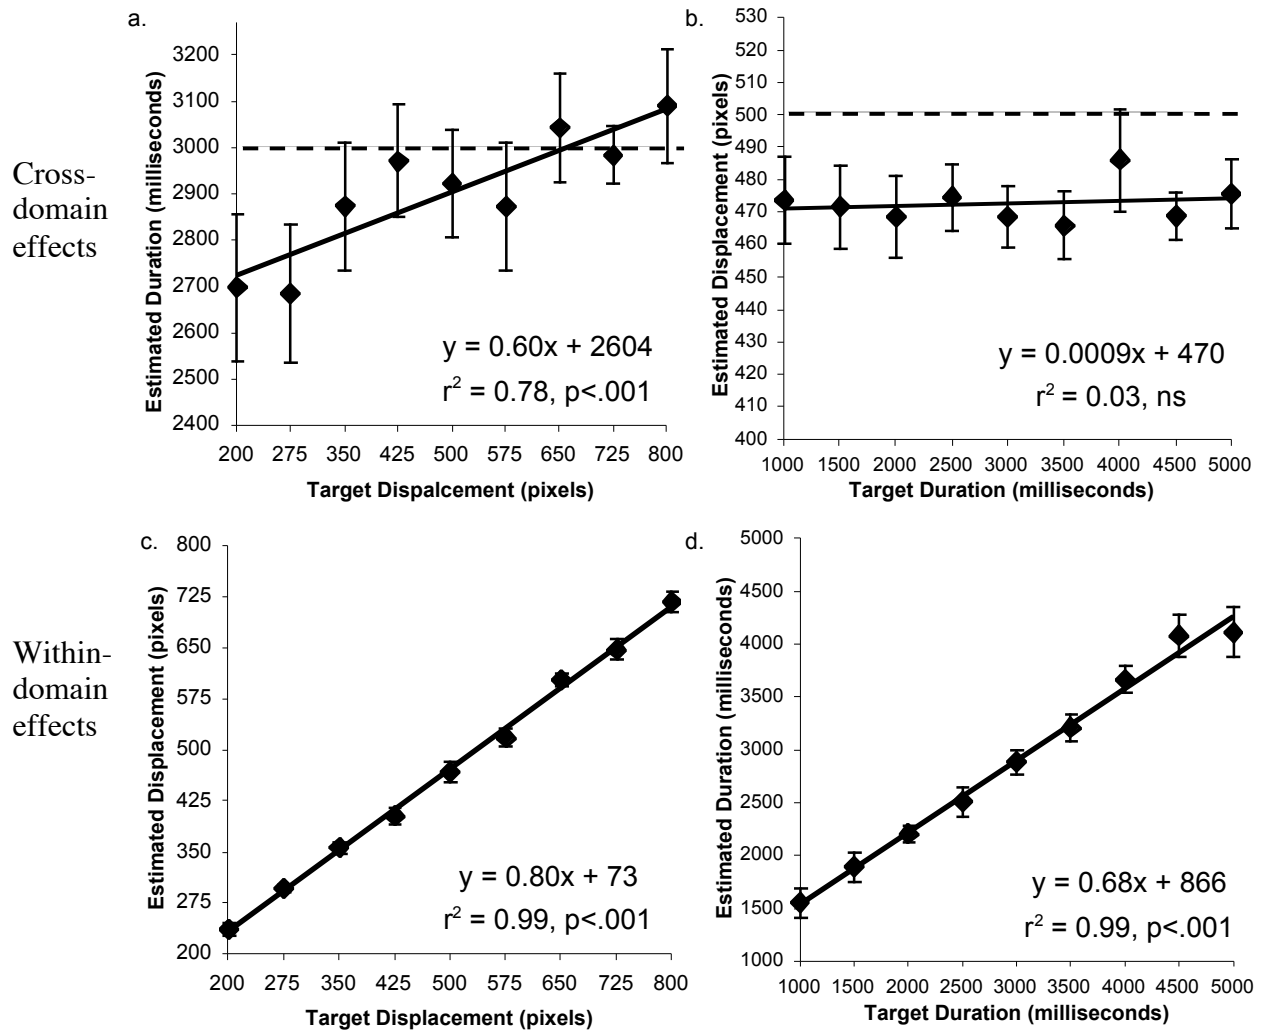 a.
3200
3100
3000
2900
2800
2700
2600
2500
2400
Estimated Duration (milliseconds)
200 275 350 425 500 575 650 725 800
Target Dispalcement (pixels)
y = 0.60x + 2604
r² = 0.78, p<.001
b.
530
520
510
500
490
480
470
460
450
440
430
420
410
400
Estimated Displacement (pixels)
1000 1500 2000 2500 3000 3500 4000 4500 5000
Target Duration (milliseconds)
y = 0.0009x + 470
r² = 0.03, ns
Cross-
domain
effects
c.
800
725
650
575
500
425
350
275
200
Estimated Displacement (pixels)
200 275 350 425 500 575 650 725 800
Target Displacement (pixels)
y = 0.80x + 73
r² = 0.99, p<.001
d.
5000
4500
4000
3500
3000
2500
2000
1500
1000
Estimated Duration (milliseconds)
1000 1500 2000 2500 3000 3500 4000 4500 5000
Target Duration (milliseconds)
y = 0.68x + 866
r² = 0.99, p<.001
Within-
domain
effects